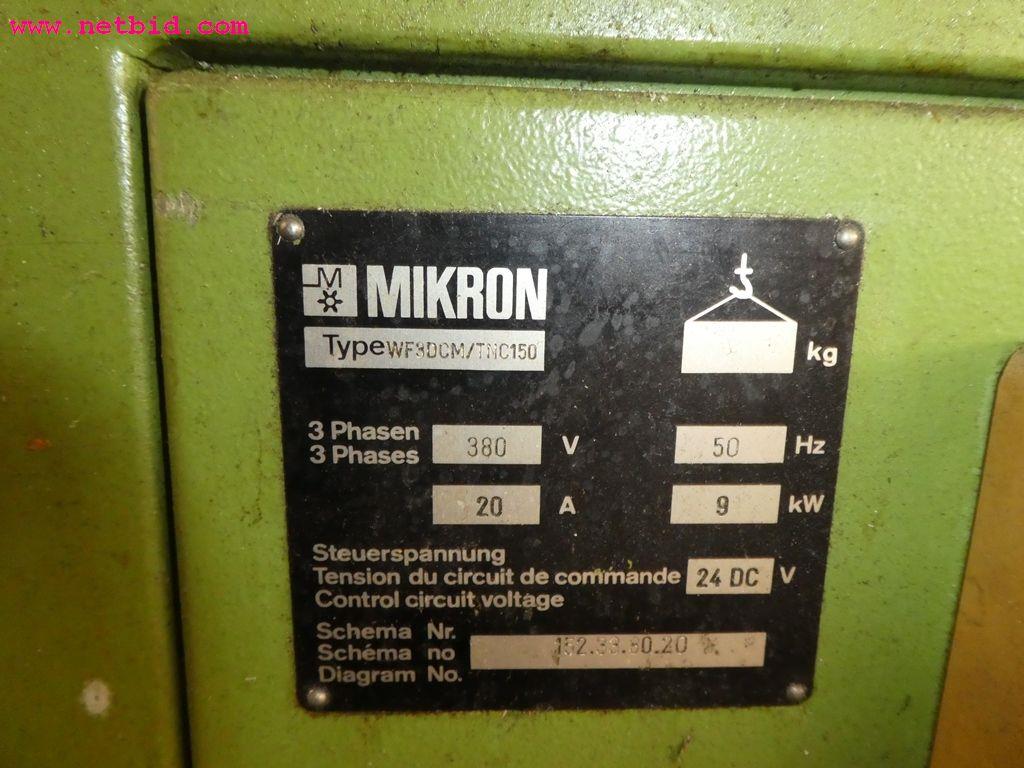 www.netbid.com
M MIKRON
Type WF3DCM/TNC150
kg
3 Phasen
3 Phases
380 V
50 Hz
20 A
9 kW
Steuerspannung
Tension du circuit de commande 24 DC V
Control circuit voltage
Schema Nr.
Schéma no
Diagram No.